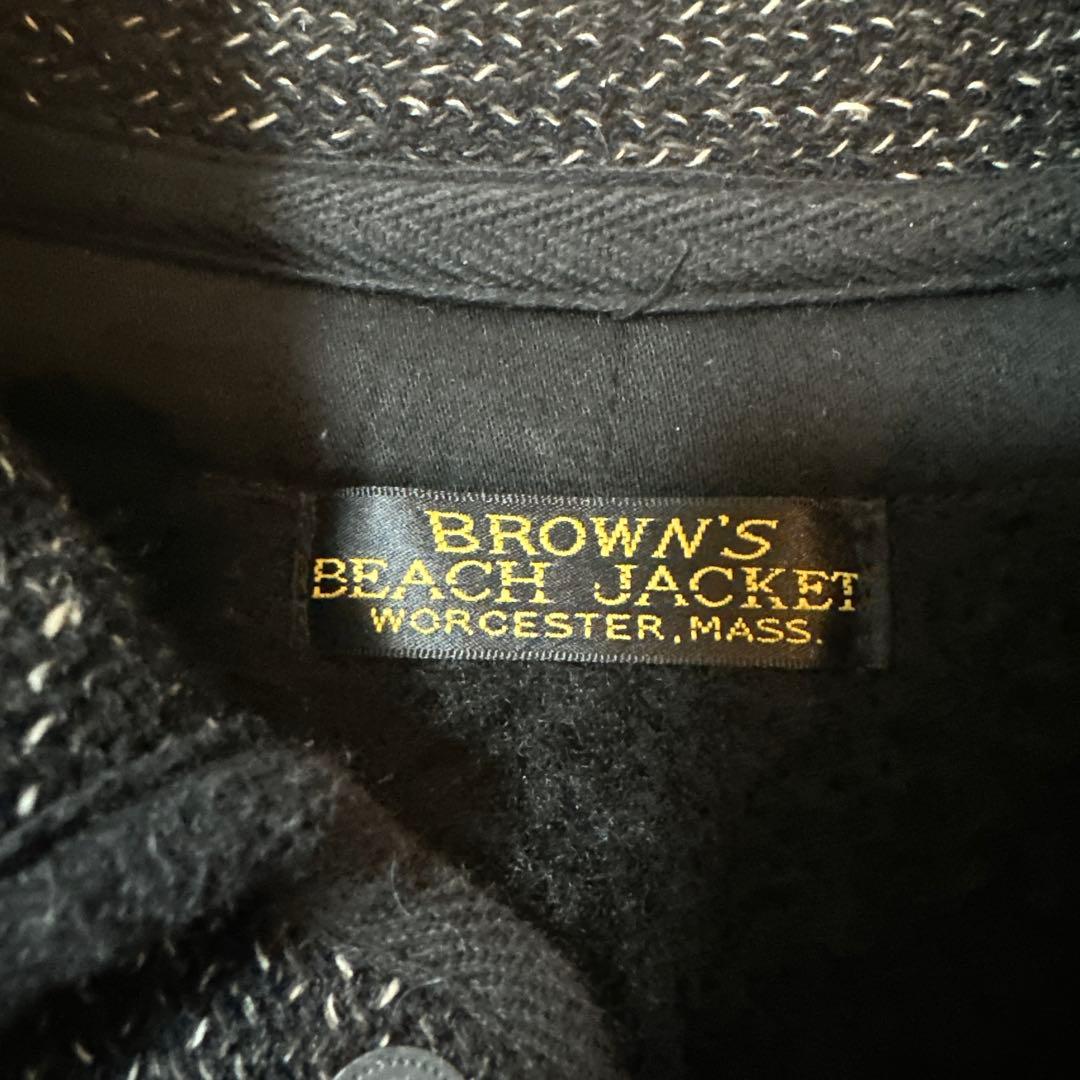 BROWN'S
BEACH JACKET
WORCESTER, MASS.